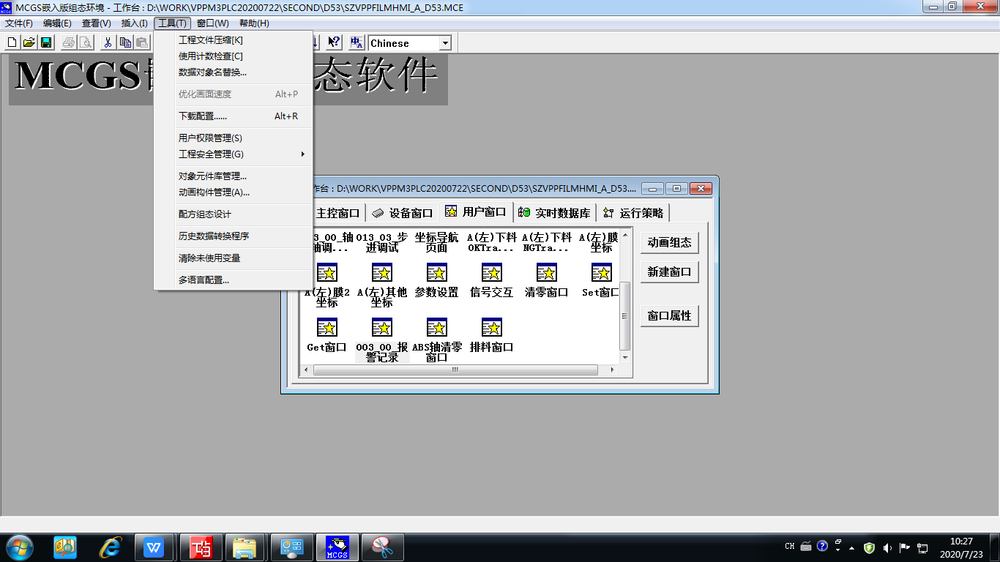 MCGS嵌入版组态环境 - 工作台 : D:\WORK\VPPM3PLC20200722\SECOND\D53\SZVPPFILMHMI_A_D53.MCE
文件(F) 编辑(E) 查看(V) 插入(I) 工具(T) 窗口(W) 帮助(H)
Chinese
MCGS
态软件
工程文件压缩[K]
使用计数检查[C]
数据对象名替换...
优化画面速度 Alt+P
下载配置...... Alt+R
用户权限管理(S)
工程安全管理(G)
对象元件库管理...
动画构件管理(A)...
配方组态设计
历史数据转换程序
清除未使用变量
多语言配置...
作台 : D:\WORK\VPPM3PLC20200722\SECOND\D53\SZVPPFILMHMI_A_D53....
主控窗口 设备窗口 用户窗口 实时数据库 运行策略
3_00_轴 013_03_步 坐标导航 A(左)下料 A(左)下料 A(左)膜
轴调... 进调试 页面 OKTra... NGTra... 坐标
A(左)膜2 A(左)其他 参数设置 信号交互 清零窗口 Set窗口
坐标 坐标
Get窗口 003_00_报 ABS轴清零 排料窗口
警记录 窗口
动画组态
新建窗口
窗口属性
MCGS
CH
10:27
2020/7/23